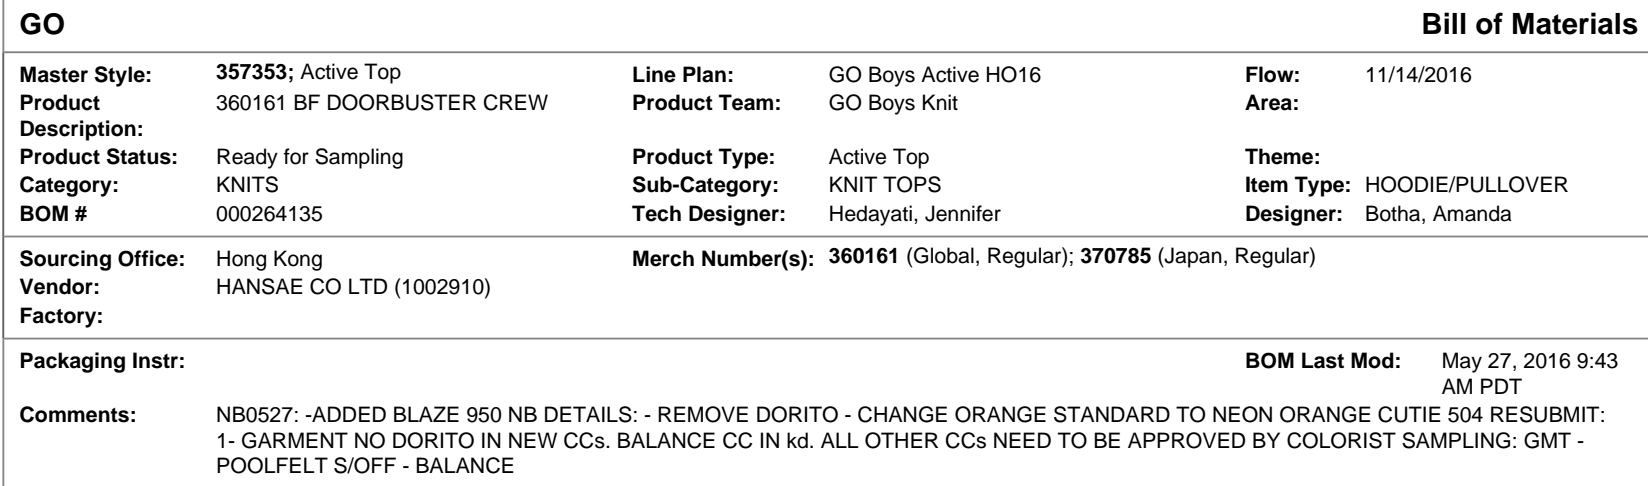 GO Bill of Materials
Master Style: 357353; Active Top Line Plan: GO Boys Active HO16 Flow: 11/14/2016
Product 360161 BF DOORBUSTER CREW Product Team: GO Boys Knit Area:
Description:
Product Status: Ready for Sampling Product Type: Active Top Theme:
Category: KNITS Sub-Category: KNIT TOPS Item Type: HOODIE/PULLOVER
BOM # 000264135 Tech Designer: Hedayati, Jennifer Designer: Botha, Amanda
Sourcing Office: Hong Kong Merch Number(s): 360161 (Global, Regular); 370785 (Japan, Regular)
Vendor: HANSAE CO LTD (1002910)
Factory:
Packaging Instr: BOM Last Mod: May 27, 2016 9:43
AM PDT
Comments: NB0527: -ADDED BLAZE 950 NB DETAILS: - REMOVE DORITO - CHANGE ORANGE STANDARD TO NEON ORANGE CUTIE 504 RESUBMIT:
1- GARMENT NO DORITO IN NEW CCs. BALANCE CC IN kd. ALL OTHER CCs NEED TO BE APPROVED BY COLORIST SAMPLING: GMT -
POOLFELT S/OFF - BALANCE